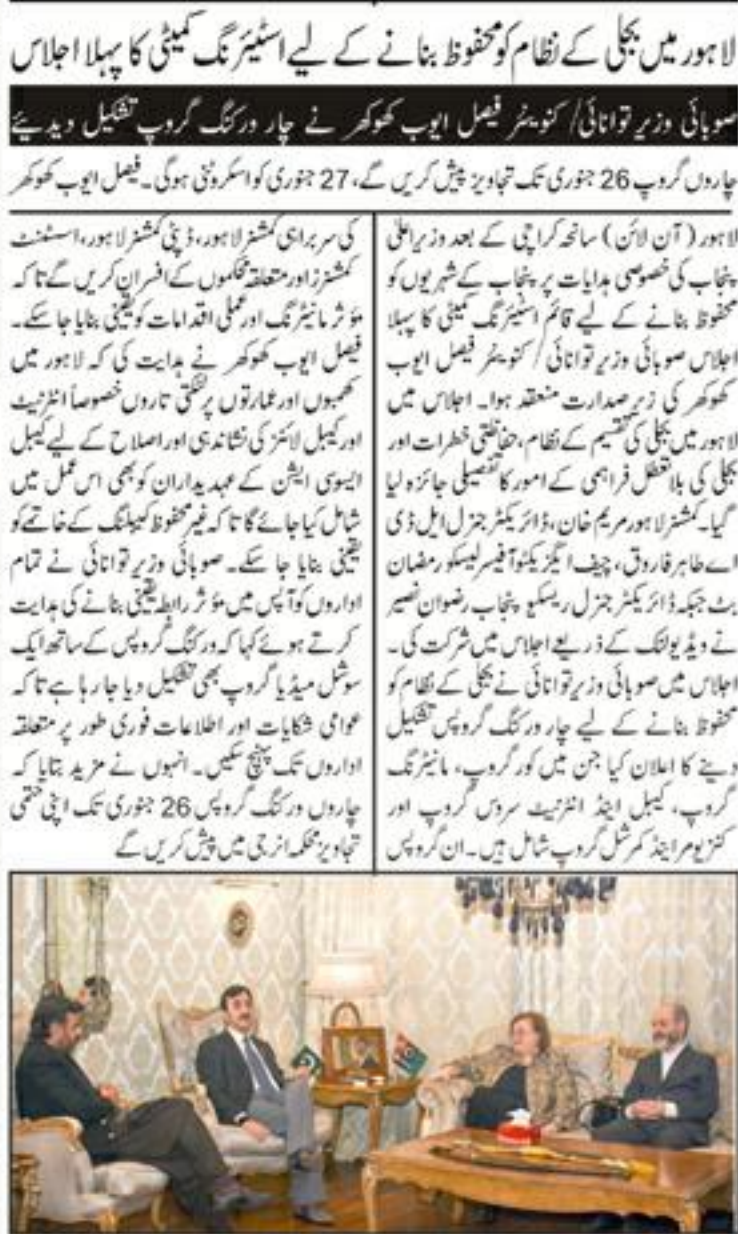 لاہور میں بجلی کے نظام کو محفوظ بنانے کے لیے اسٹیئرنگ کمیٹی کا پہلا اجلاس
صوبائی وزیر توانائی/ کنوینئر فیصل ایوب کھوکھر نے چار ورکنگ گروپ تشکیل دیدیئے
چاروں گروپ 26 جنوری تک تجاویز پیش کریں گے، 27 جنوری کو اسکروٹنی ہوگی۔ فیصل ایوب کھوکھر
لاہور (آن لائن) سانحہ کراچی کے بعد وزیراعلیٰ
پنجاب کی خصوصی ہدایات پر پنجاب کے شہریوں کو
محفوظ بنانے کے لیے قائم اسٹیئرنگ کمیٹی کا پہلا
اجلاس صوبائی وزیر توانائی/ کنوینئر فیصل ایوب
کھوکھر کی زیر صدارت منعقد ہوا۔ اجلاس میں
لاہور میں بجلی کی تقسیم کے نظام، حفاظتی خطرات اور
بجلی کی بلا تعطل فراہمی کے امور کا تفصیلی جائزہ لیا
گیا۔ کمشنر لاہور مریم خان، ڈائریکٹر جنرل ایل ڈی
اے طاہر فاروق، چیف ایگزیکٹو آفیسر لیسکو رمضان
بٹ جبکہ ڈائریکٹر جنرل ریسکیو پنجاب رضوان نصیر
نے ویڈیو لنک کے ذریعے اجلاس میں شرکت کی۔
اجلاس میں صوبائی وزیر توانائی نے بجلی کے نظام کو
محفوظ بنانے کے لیے چار ورکنگ گروپس تشکیل
دینے کا اعلان کیا جن میں کور گروپ، مانیٹرنگ
گروپ، کیبل اینڈ انٹرنیٹ سروس گروپ اور
کنزیومر اینڈ کمرشل گروپ شامل ہیں۔ ان گروپس
کی سربراہی کمشنر لاہور، ڈپٹی کمشنر لاہور، اسسٹنٹ
کمشنرز اور متعلقہ محکموں کے افسران کریں گے تاکہ
مؤثر مانیٹرنگ اور عملی اقدامات کو یقینی بنایا جا سکے۔
فیصل ایوب کھوکھر نے ہدایت کی کہ لاہور میں
کھمبوں اور عمارتوں پر لٹکتی تاروں خصوصاً انٹرنیٹ
اور کیبل لائنز کی نشاندہی اور اصلاح کے لیے کیبل
ایسوسی ایشن کے عہدیداران کو بھی اس عمل میں
شامل کیا جائے گا تاکہ غیر محفوظ کیبلنگ کے خاتمے کو
یقینی بنایا جا سکے۔ صوبائی وزیر توانائی نے تمام
اداروں کو آپس میں مؤثر رابطہ یقینی بنانے کی ہدایت
کرتے ہوئے کہا کہ ورکنگ گروپس کے ساتھ ایک
سوشل میڈیا گروپ بھی تشکیل دیا جا رہا ہے تاکہ
عوامی شکایات اور اطلاعات فوری طور پر متعلقہ
اداروں تک پہنچ سکیں۔ انہوں نے مزید بتایا کہ
چاروں ورکنگ گروپس 26 جنوری تک اپنی حتمی
تجاویز محکمہ انرجی میں پیش کریں گے